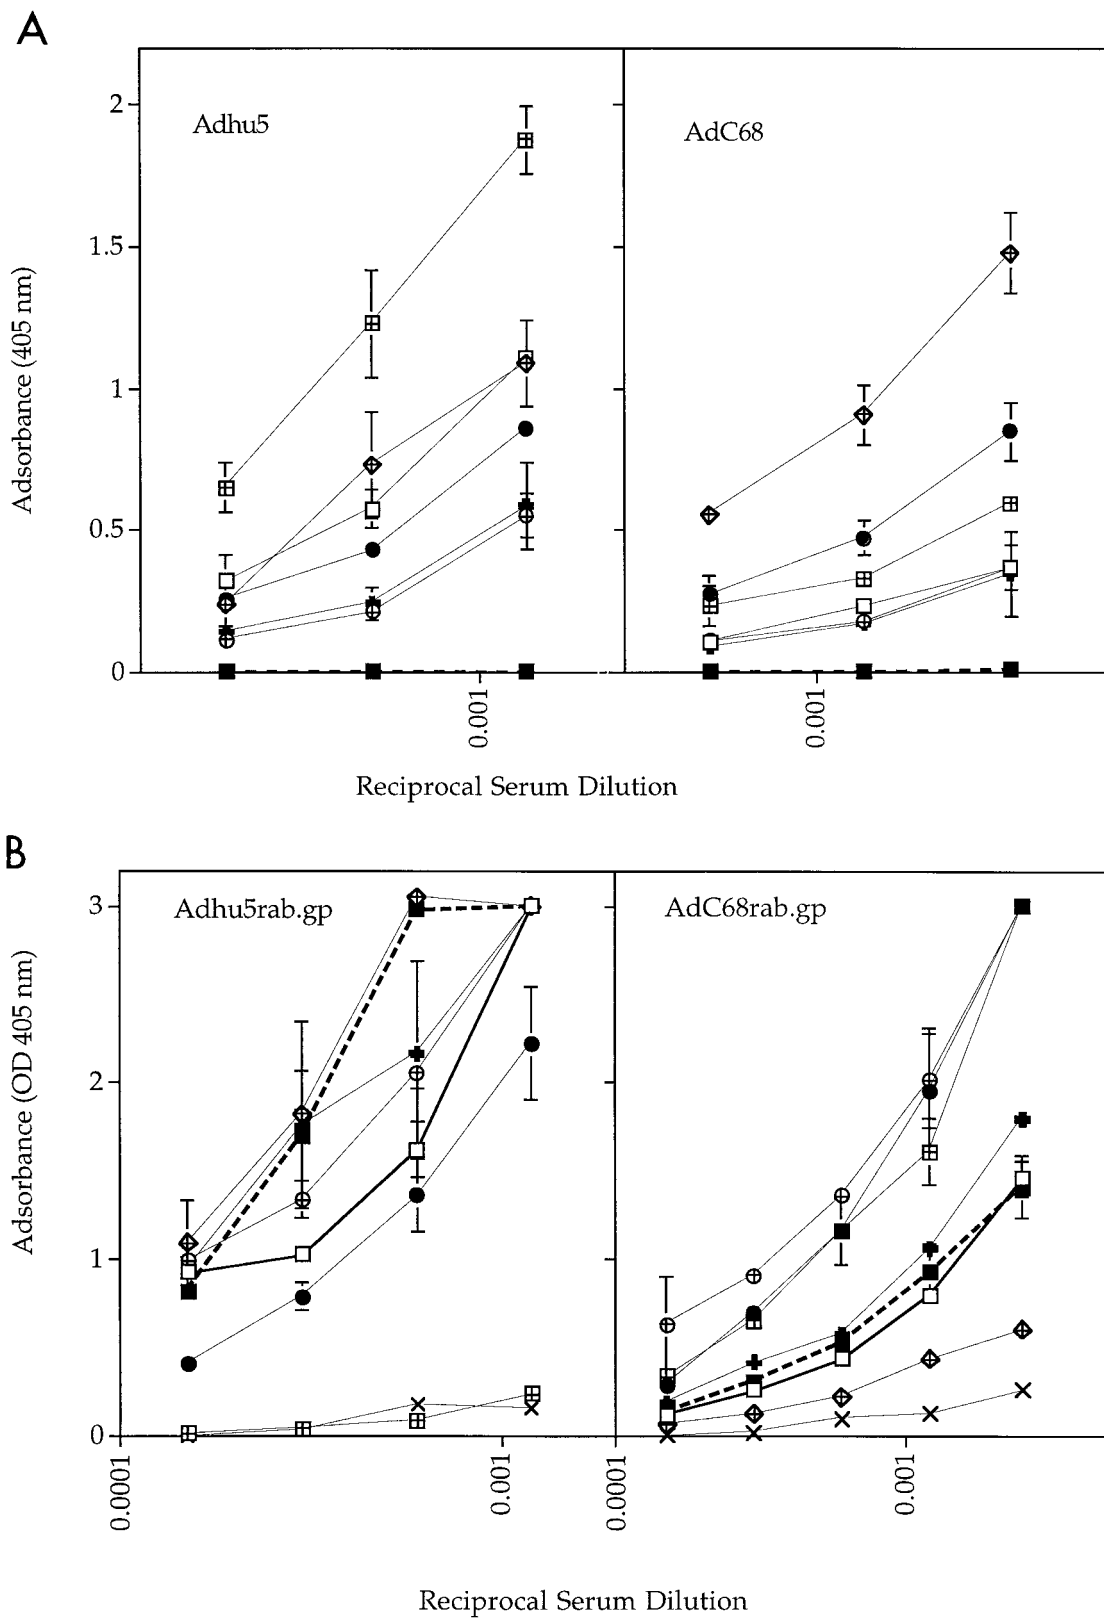 A
Adhu5
AdC68
Adsorbance (405 nm)
2
1.5
1
0.5
0
0.001
0.001
Reciprocal Serum Dilution
B
Adhu5rab.gp
AdC68rab.gp
Adsorbance (OD 405 nm)
3
2
1
0
0.0001
0.001
0.0001
0.001
Reciprocal Serum Dilution